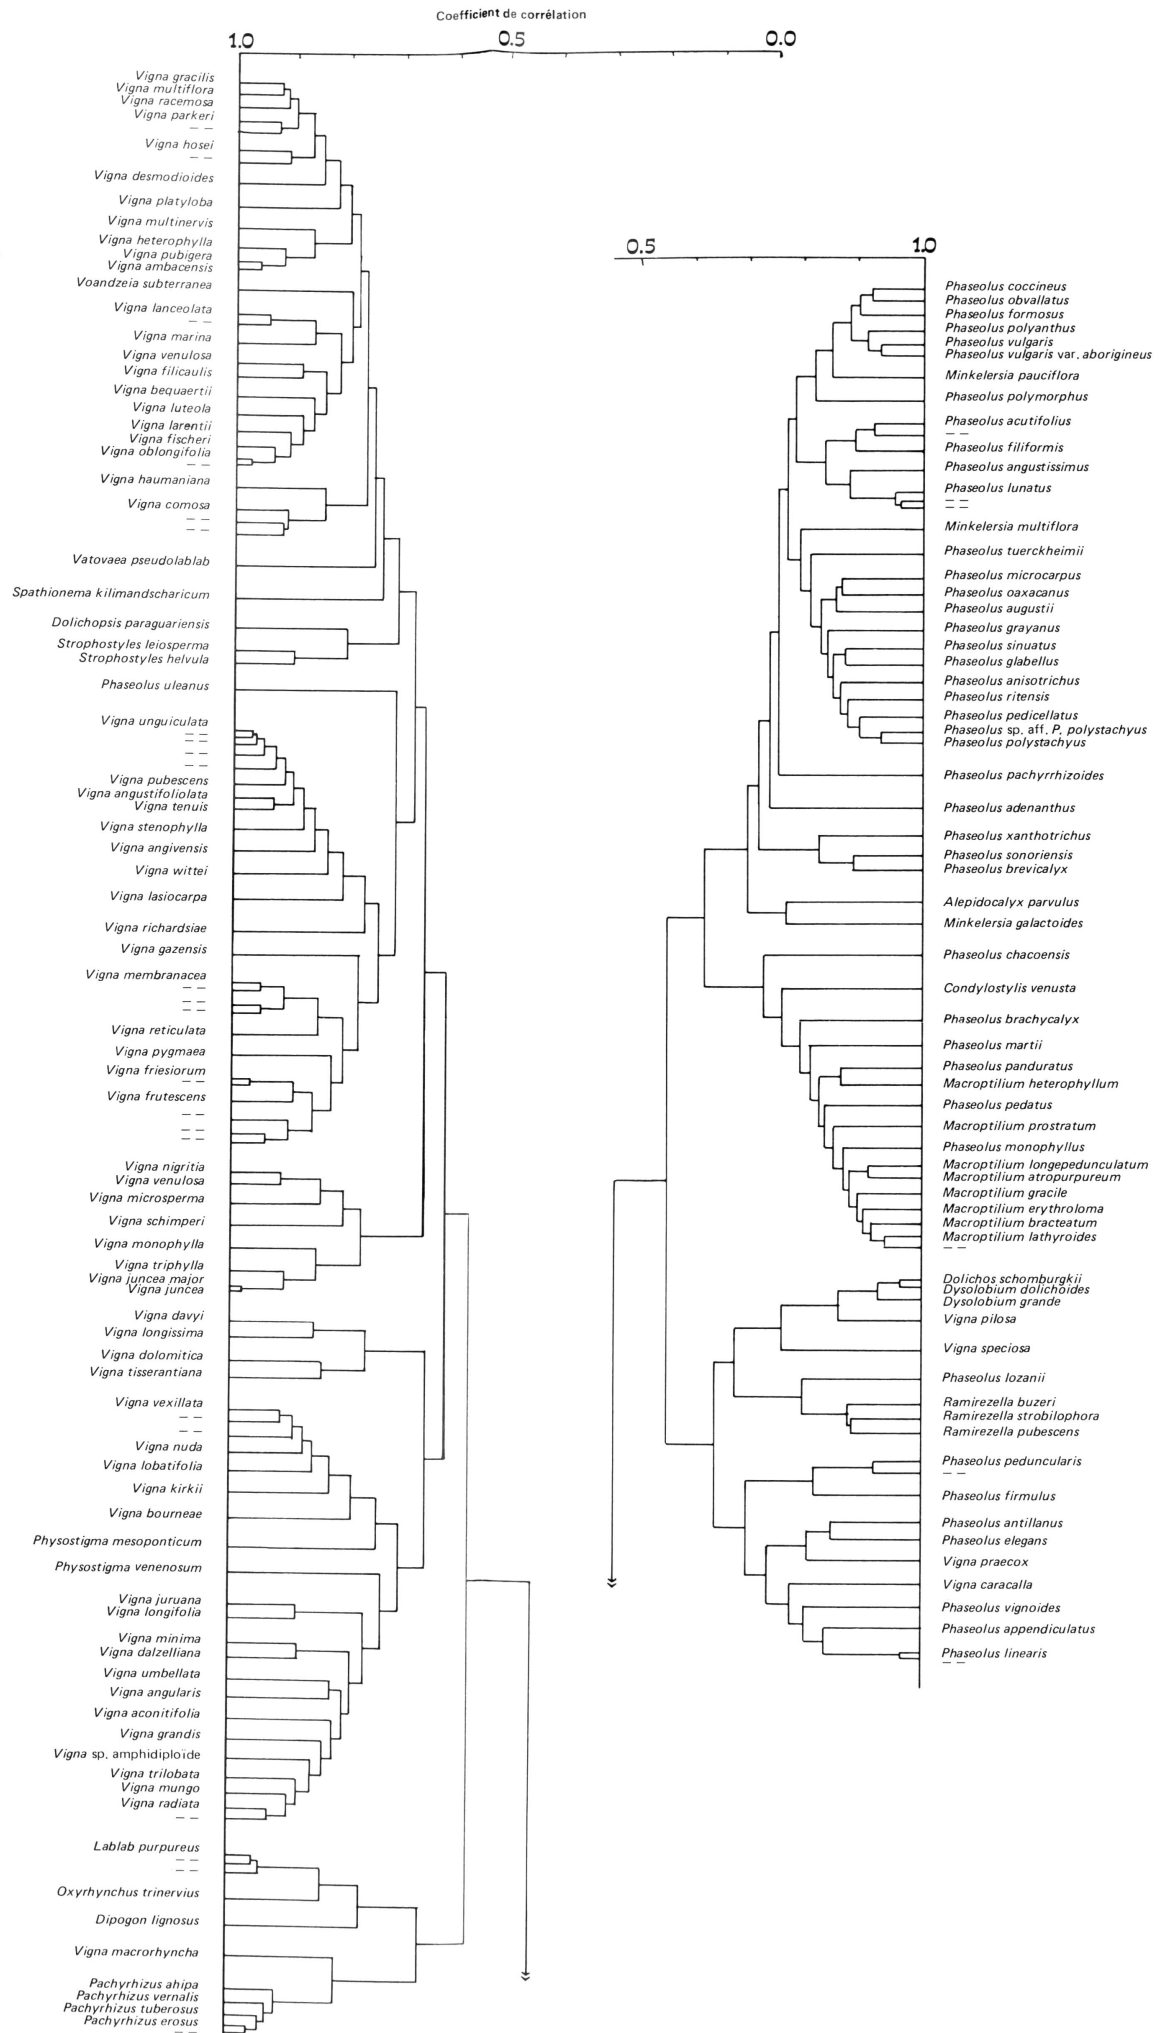 Coefficient de corrélation
1.0 0.5 0.0
Vigna gracilis
Vigna multiflora
Vigna racemosa
Vigna parkeri
— —
Vigna hosei
— —
Vigna desmodioides
Vigna platyloba
Vigna multinervis
Vigna heterophylla
Vigna pubigera
Vigna ambacensis
Voandzeia subterranea
Vigna lanceolata
— —
Vigna marina
Vigna venulosa
Vigna filicaulis
Vigna bequaertii
Vigna luteola
Vigna larentii
Vigna fischeri
Vigna oblongifolia
— —
Vigna haumaniana
Vigna comosa
— —
— —
Vatovaea pseudolablab
Spathionema kilimandscharicum
Dolichopsis paraguariensis
Strophostyles leiosperma
Strophostyles helvula
Phaseolus uleanus
Vigna unguiculata
— —
— —
— —
— —
Vigna pubescens
Vigna angustifoliolata
Vigna tenuis
Vigna stenophylla
Vigna angivensis
Vigna wittei
Vigna lasiocarpa
Vigna richardsiae
Vigna gazensis
Vigna membranacea
— —
— —
— —
Vigna reticulata
Vigna pygmaea
Vigna friesiorum
— —
Vigna frutescens
— —
— —
— —
Vigna nigritia
Vigna venulosa
Vigna microsperma
Vigna schimperi
Vigna monophylla
Vigna triphylla
Vigna juncea major
Vigna juncea
Vigna davyi
Vigna longissima
Vigna dolomitica
Vigna tisserantiana
Vigna vexillata
— —
— —
Vigna nuda
Vigna lobatifolia
Vigna kirkii
Vigna bourneae
Physostigma mesoponticum
Physostigma venenosum
Vigna juruana
Vigna longifolia
Vigna minima
Vigna dalzelliana
Vigna umbellata
Vigna angularis
Vigna aconitifolia
Vigna grandis
Vigna sp. amphidiploïde
Vigna trilobata
Vigna mungo
Vigna radiata
— —
Lablab purpureus
— —
— —
Oxyrhynchus trinervius
Dipogon lignosus
Vigna macrorhyncha
Pachyrhizus ahipa
Pachyrhizus vernalis
Pachyrhizus tuberosus
Pachyrhizus erosus
— —
0.5 1.0
Phaseolus coccineus
Phaseolus obvallatus
Phaseolus formosus
Phaseolus polyanthus
Phaseolus vulgaris
Phaseolus vulgaris var. aborigineus
Minkelersia pauciflora
Phaseolus polymorphus
Phaseolus acutifolius
— —
Phaseolus filiformis
Phaseolus angustissimus
Phaseolus lunatus
— —
— —
Minkelersia multiflora
Phaseolus tuerckheimii
Phaseolus microcarpus
Phaseolus oaxacanus
Phaseolus augustii
Phaseolus grayanus
Phaseolus sinuatus
Phaseolus glabellus
Phaseolus anisotrichus
Phaseolus ritensis
Phaseolus pedicellatus
Phaseolus sp. aff. P. polystachyus
Phaseolus polystachyus
Phaseolus pachyrrhizoides
Phaseolus adenanthus
Phaseolus xanthotrichus
Phaseolus sonoriensis
Phaseolus brevicalyx
Alepidocalyx parvulus
Minkelersia galactoides
Phaseolus chacoensis
Condylostylis venusta
Phaseolus brachycalyx
Phaseolus martii
Phaseolus panduratus
Macroptilium heterophyllum
Phaseolus pedatus
Macroptilium prostratum
Phaseolus monophyllus
Macroptilium longepedunculatum
Macroptilium atropurpureum
Macroptilium gracile
Macroptilium erythroloma
Macroptilium bracteatum
Macroptilium lathyroides
— —
Dolichos schomburgkii
Dysolobium dolichoides
Dysolobium grande
Vigna pilosa
Vigna speciosa
Phaseolus lozanii
Ramirezella buzeri
Ramirezella strobilophora
Ramirezella pubescens
Phaseolus peduncularis
— —
Phaseolus firmulus
Phaseolus antillanus
Phaseolus elegans
Vigna praecox
Vigna caracalla
Phaseolus vignoides
Phaseolus appendiculatus
Phaseolus linearis
— —